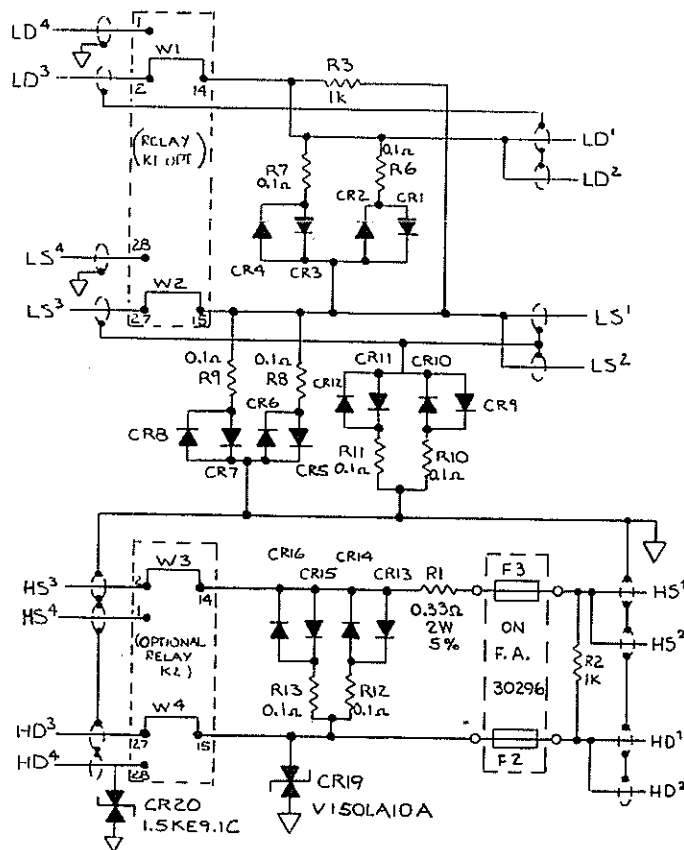 LD4
1
W1
LD3
2
14
R3
1K
(RELAY
K1 OPT)
LD1
LD2
R7
0.1Ω
0.1Ω
R6
CR2
CR1
CR4
CR3
LS4
28
W2
LS3
27
15
LS1
LS2
0.1Ω
R9
0.1Ω
R8
CR11
CR10
CR12
CR9
CR6
CR8
CR7
CR5
R11
0.1Ω
R10
0.1Ω
HS3
2
W3
14
HS4
1
(OPTIONAL
RELAY
K2)
CR16
CR15
CR14
CR13
R1
0.33Ω
2W
5%
F3
ON
F.A.
30296
F2
R2
1K
HS1
HS2
R13
0.1Ω
R12
0.1Ω
W4
HD3
27
15
HD4
28
HD1
HD2
CR20
1.5KE9.1C
CR19
V150LA10A